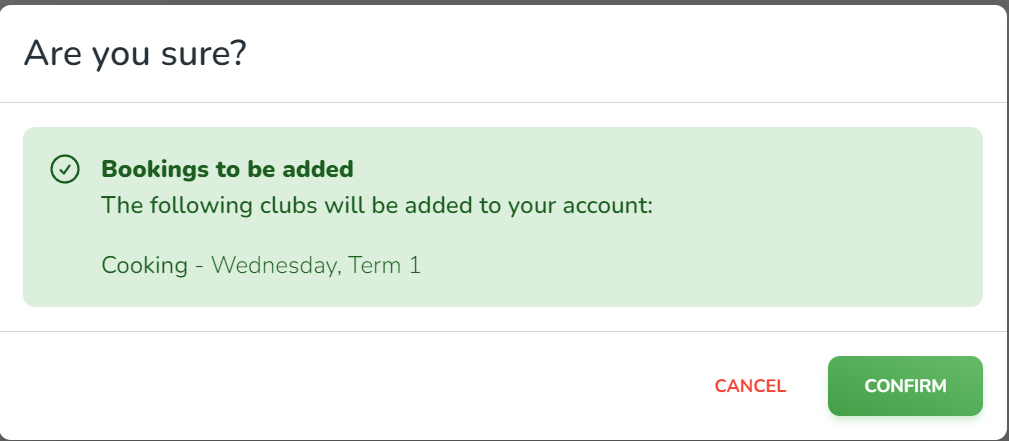 Are you sure?
Bookings to be added
The following clubs will be added to your account:
Cooking - Wednesday, Term 1
CANCEL
CONFIRM